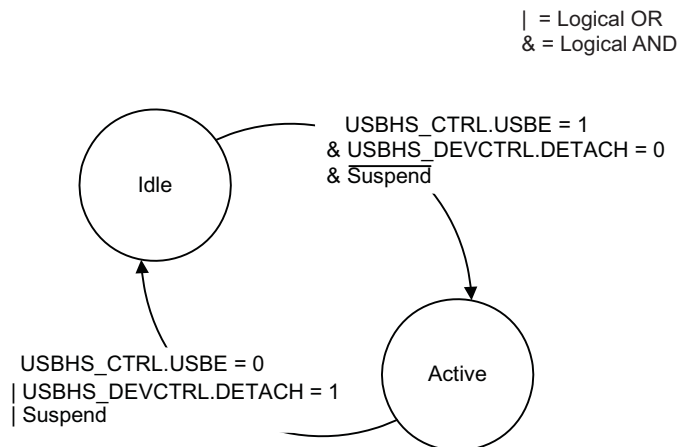 | = Logical OR
& = Logical AND
USBHS_CTRL.USBE = 1
& USBHS_DEVCTRL.DETACH = 0
& Suspend
Idle
Active
USBHS_CTRL.USBE = 0
| USBHS_DEVCTRL.DETACH = 1
| Suspend